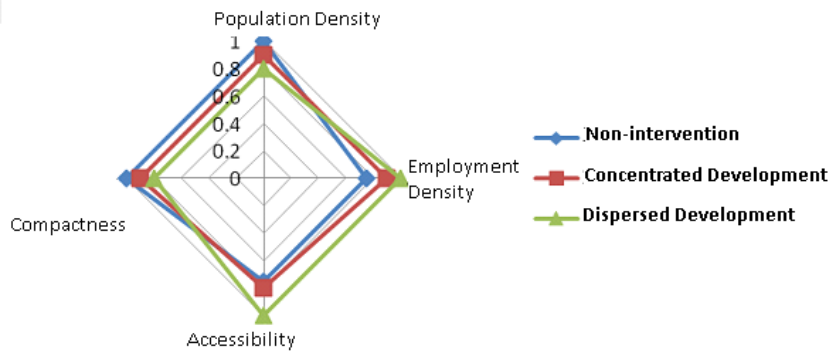 Population Density
1
0.8
0.6
0.4
0.2
0
Employment
Density
Compactness
Accessibility
Non-intervention
Concentrated Development
Dispersed Development